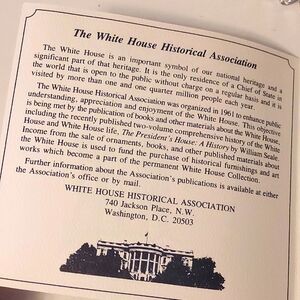 The White House Historical Association
The White House is an important symbol of our national heritage and a
significant part of that heritage. It is the only residence of a Chief of State in
the world that is open to the public without charge on a regular basis and it is
visited by more than one and one quarter million people each year.
The White House Historical Association was organized in 1961 to enhance public
understanding, appreciation and enjoyment of the White House. This objective
is being met by the publication of books and other materials about the White House,
including the recently published two-volume comprehensive history of the White
House and White House life, The President's House: A History by William Seale.
Income from the sale of ornaments, books, and other published materials about
the White House is used to fund the purchase of historical furnishings and art
works which become a part of the permanent White House Collection.
Further information about the Association's publications is available at either
the Association's office or by mail.
WHITE HOUSE HISTORICAL ASSOCIATION
740 Jackson Place, N.W.
Washington, D.C. 20503